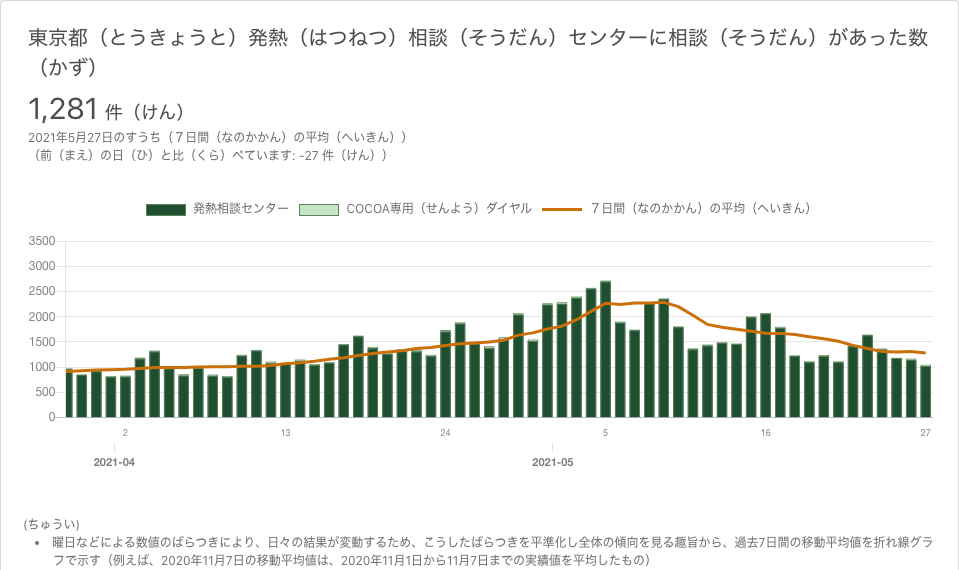 東京都（とうきょうと）発熱（はつねつ）相談（そうだん）センターに相談（そうだん）があった数
（かず）
1,281 件（けん）
2021年5月27日のすうち（７日間（なのかかん）の平均（へいきん））
（前（まえ）の日（ひ）と比（くら）べています: -27 件（けん））
発熱相談センター COCOA専用（せんよう）ダイヤル ７日間（なのかかん）の平均（へいきん）
3500
3000
2500
2000
1500
1000
500
0
2 13 24 5 16 27
2021-04 2021-05
(ちゅうい)
• 曜日などによる数値のばらつきにより、日々の結果が変動するため、こうしたばらつきを平準化し全体の傾向を見る趣旨から、過去7日間の移動平均値を折れ線グラ
フで示す（例えば、2020年11月7日の移動平均値は、2020年11月1日から11月7日までの実績値を平均したもの）